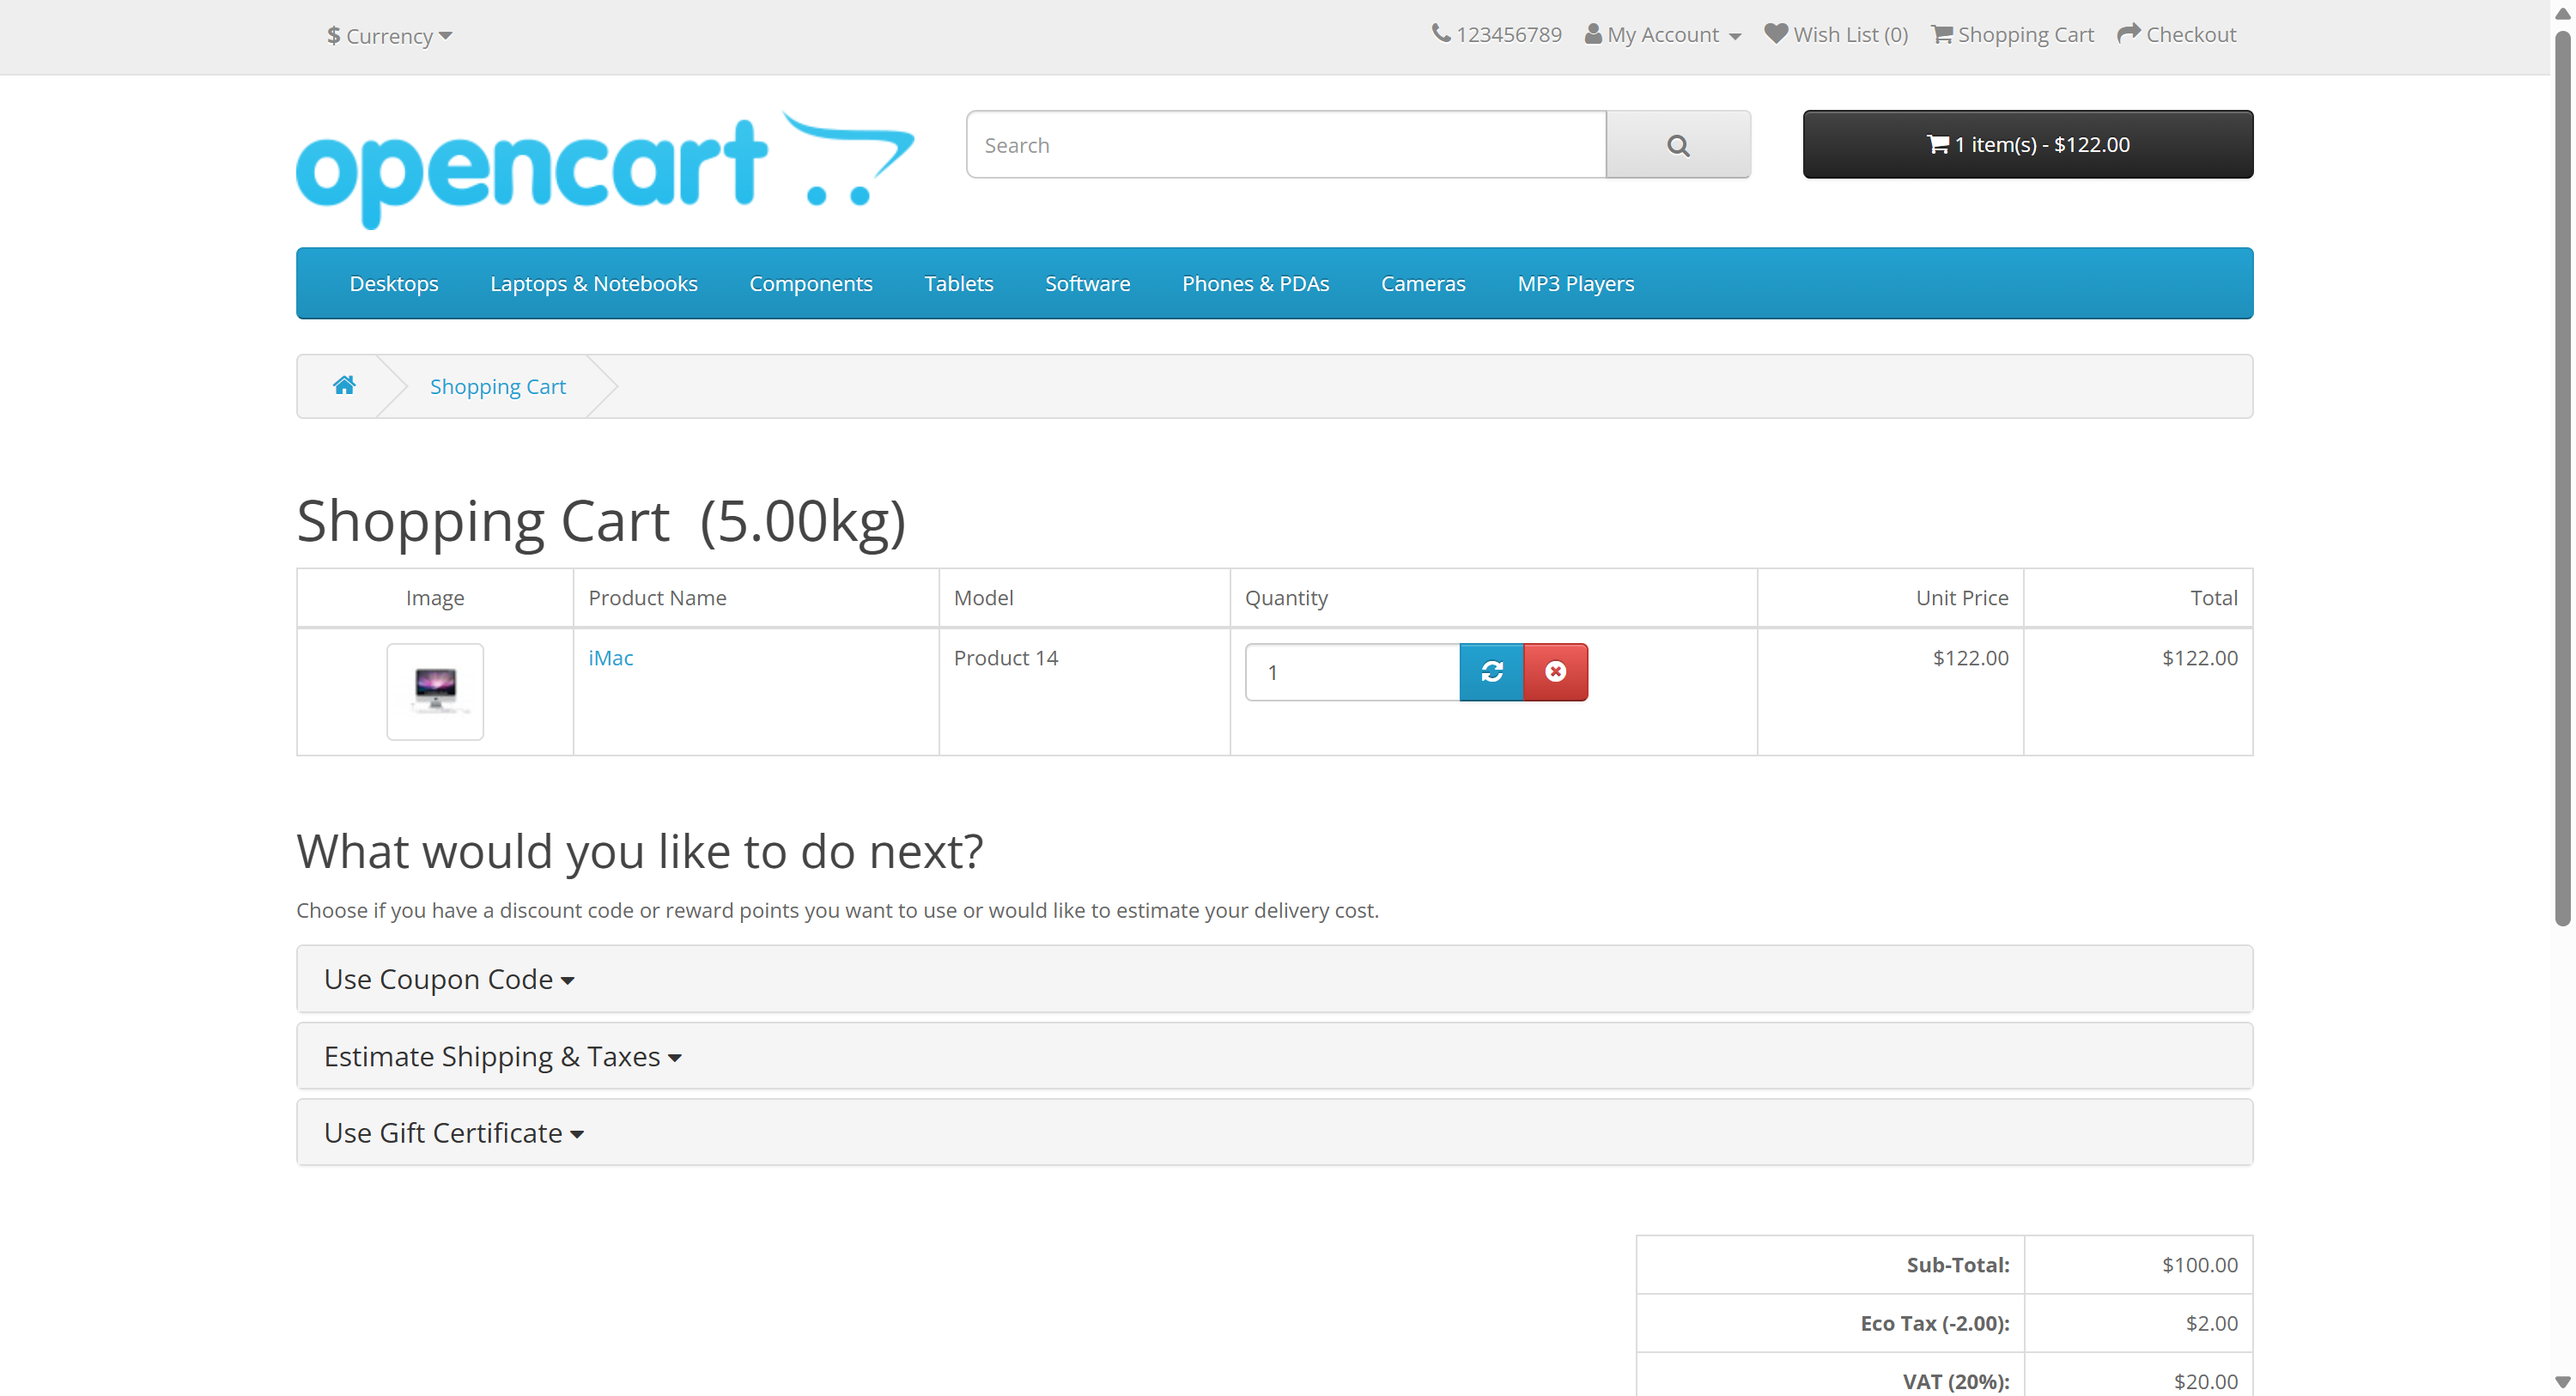 $ Currency
123456789 My Account Wish List (0) Shopping Cart Checkout
opencart
Search
1 item(s) - $122.00
Desktops Laptops & Notebooks Components Tablets Software Phones & PDAs Cameras MP3 Players
Shopping Cart
Shopping Cart (5.00kg)
Image Product Name Model Quantity Unit Price Total
iMac Product 14 1 $122.00 $122.00
What would you like to do next?
Choose if you have a discount code or reward points you want to use or would like to estimate your delivery cost.
Use Coupon Code
Estimate Shipping & Taxes
Use Gift Certificate
Sub-Total: $100.00
Eco Tax (-2.00): $2.00
VAT (20%): $20.00